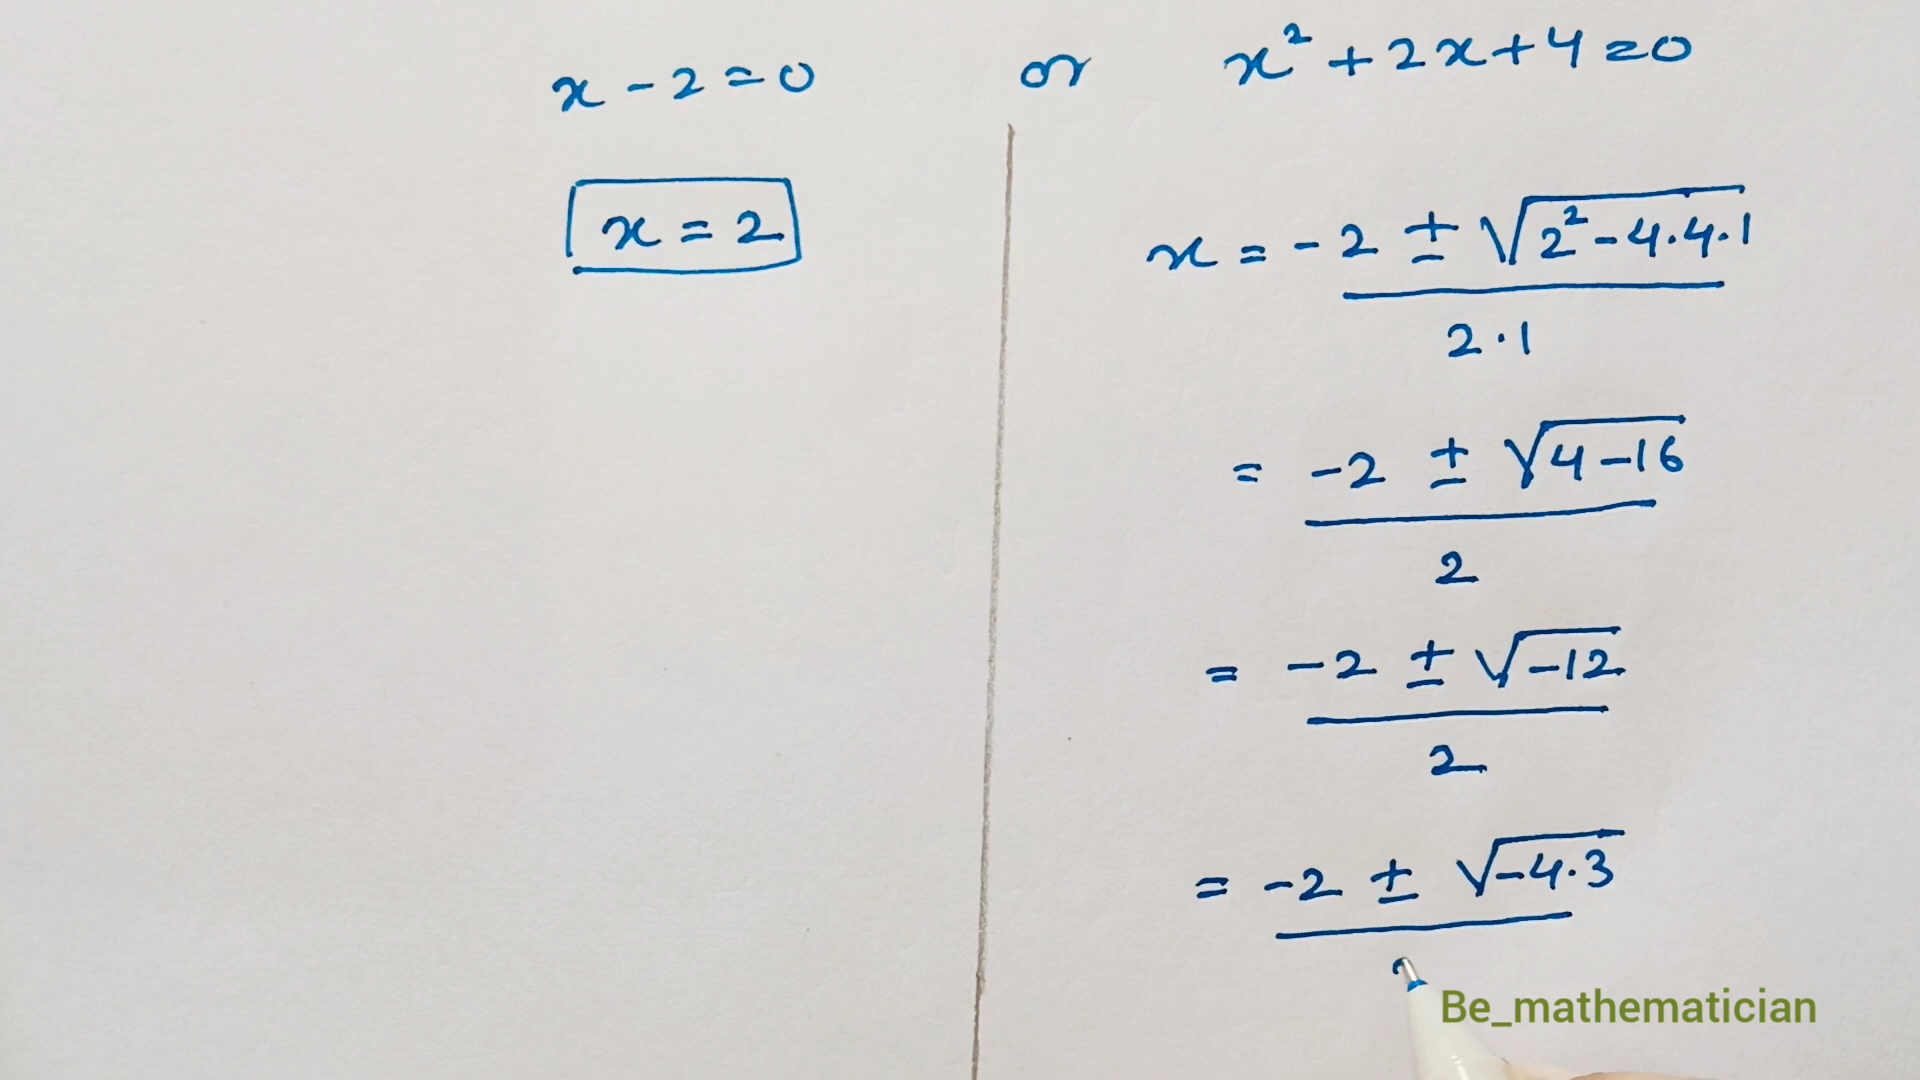 x - 2 = 0 or x² + 2x + 4 = 0
x = 2
x = -2 ± √2² - 4.4.1
2.1
= -2 ± √4 - 16
2
= -2 ± √-12
2
= -2 ± √-4.3
Be_mathematician